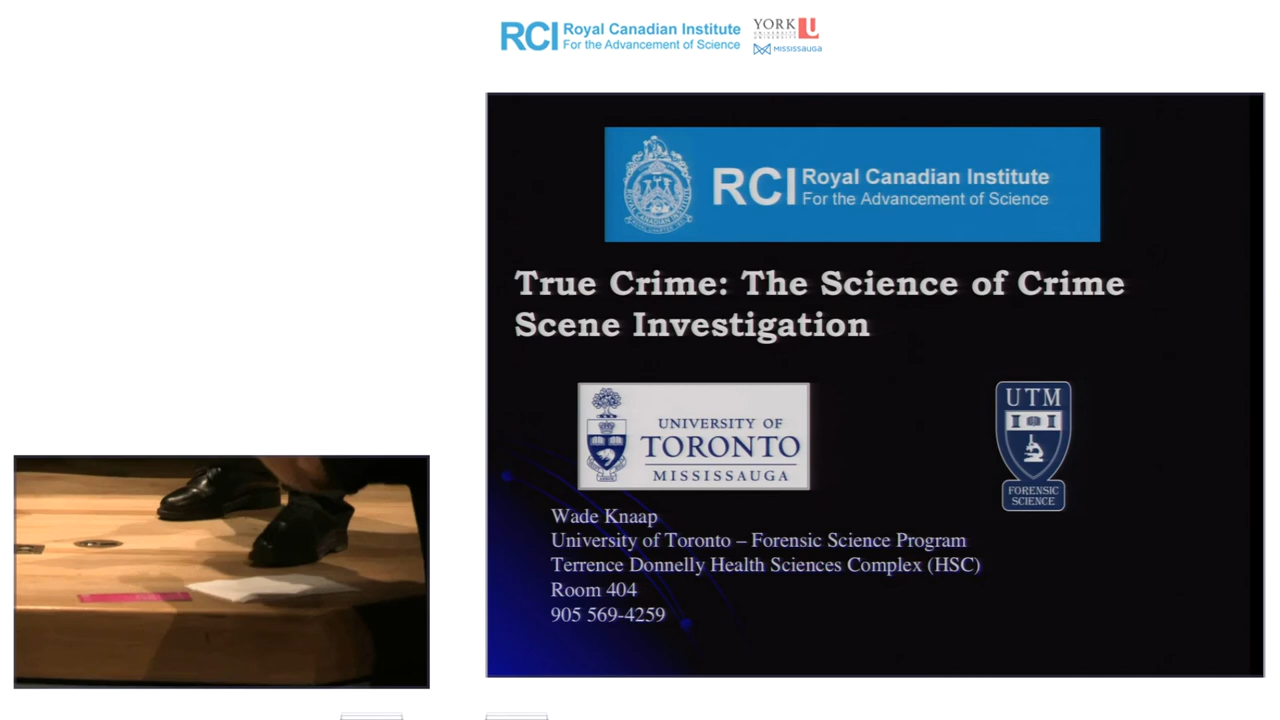 RCI Royal Canadian Institute
For the Advancement of Science
YORK U
UNIVERSITY
MISSISSAUGA
RCI Royal Canadian Institute
For the Advancement of Science
True Crime: The Science of Crime
Scene Investigation
UNIVERSITY OF
TORONTO
MISSISSAUGA
UTM
FORENSIC
SCIENCE
Wade Knaap
University of Toronto – Forensic Science Program
Terrence Donnelly Health Sciences Complex (HSC)
Room 404
905 569-4259